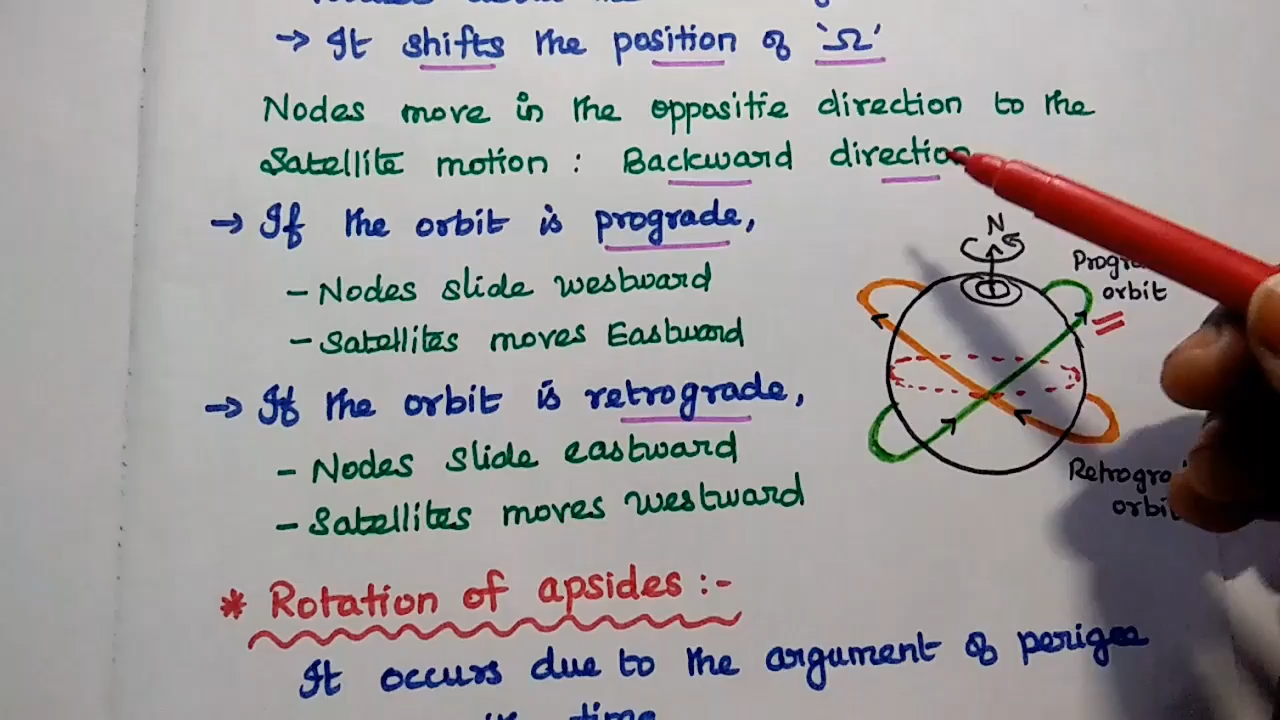 → It shifts the position of 'Ω'
Nodes move in the oppositie direction to the
Satellite motion : Backward direction
→ If the orbit is prograde,
- Nodes slide westward
- Satellites moves Eastward
→ If the orbit is retrograde,
- Nodes slide eastward
- Satellites moves westward
N
orbit
* Rotation of apsides :-
It occurs due to the argument of perigee
time